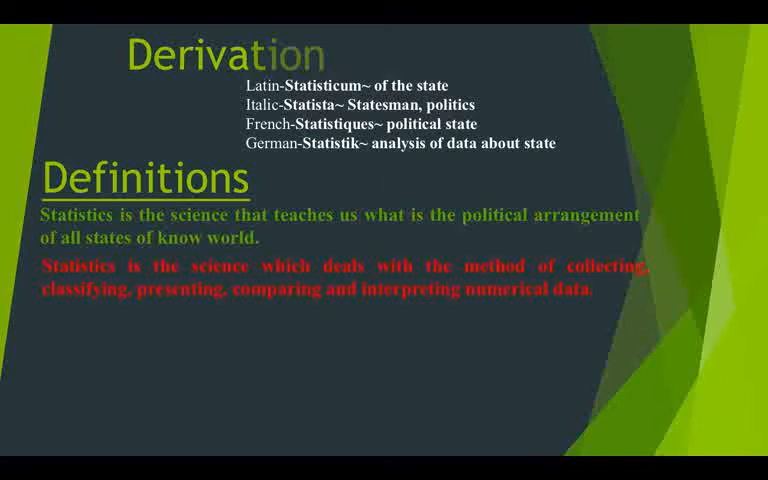 Derivation
Latin-Statisticum~ of the state
Italic-Statista~ Statesman, politics
French-Statistiques~ political state
German-Statistik~ analysis of data about state
Definitions
Statistics is the science that teaches us what is the political arrangement
of all states of know world.
Statistics is the science which deals with the method of collecting,
classifying, presenting, comparing and interpreting numerical data.